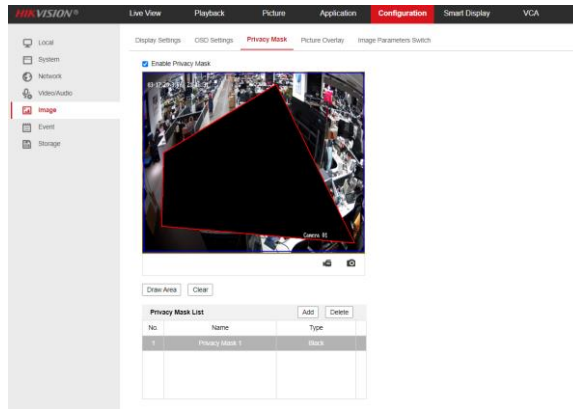 HIKVISION®
Live View Playback Picture Application Configuration Smart Display VCA
Local
System
Network
Video/Audio
Image
Event
Storage
Display Settings OSD Settings Privacy Mask Picture Overlay Image Parameters Switch
Enable Privacy Mask
Camera 01
Draw Area Clear
Privacy Mask List Add Delete
No. Name Type
1 Privacy Mask 1 Black